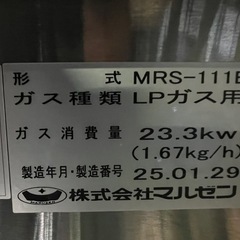 形 式 MRS-111
ガス種類 LPガス用
ガス消費量 23.3kw
(1.67kg/h)
製造年月・製造番号 25.01.29
株式会社マルゼン